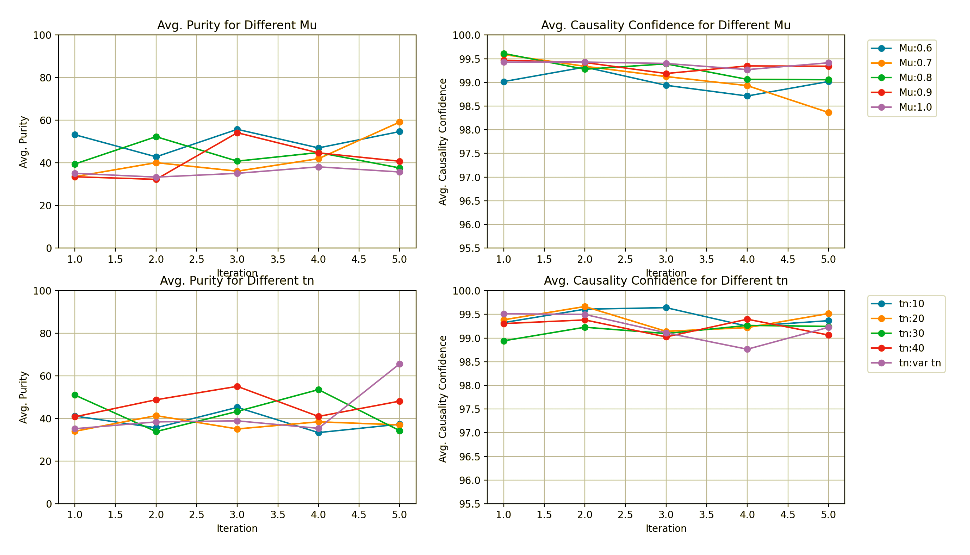 Avg. Purity for Different Mu
Avg. Purity
100
80
60
40
20
0
1.0 1.5 2.0 2.5 3.0 3.5 4.0 4.5 5.0
Iteration
Avg. Causality Confidence for Different Mu
Avg. Causality Confidence
100.0
99.5
99.0
98.5
98.0
97.5
97.0
96.5
96.0
95.5
1.0 1.5 2.0 2.5 3.0 3.5 4.0 4.5 5.0
Iteration
Mu:0.6
Mu:0.7
Mu:0.8
Mu:0.9
Mu:1.0
Avg. Purity for Different tn
Avg. Purity
100
80
60
40
20
0
1.0 1.5 2.0 2.5 3.0 3.5 4.0 4.5 5.0
Iteration
Avg. Causality Confidence for Different tn
Avg. Causality Confidence
100.0
99.5
99.0
98.5
98.0
97.5
97.0
96.5
96.0
95.5
1.0 1.5 2.0 2.5 3.0 3.5 4.0 4.5 5.0
Iteration
tn:10
tn:20
tn:30
tn:40
tn:var tn